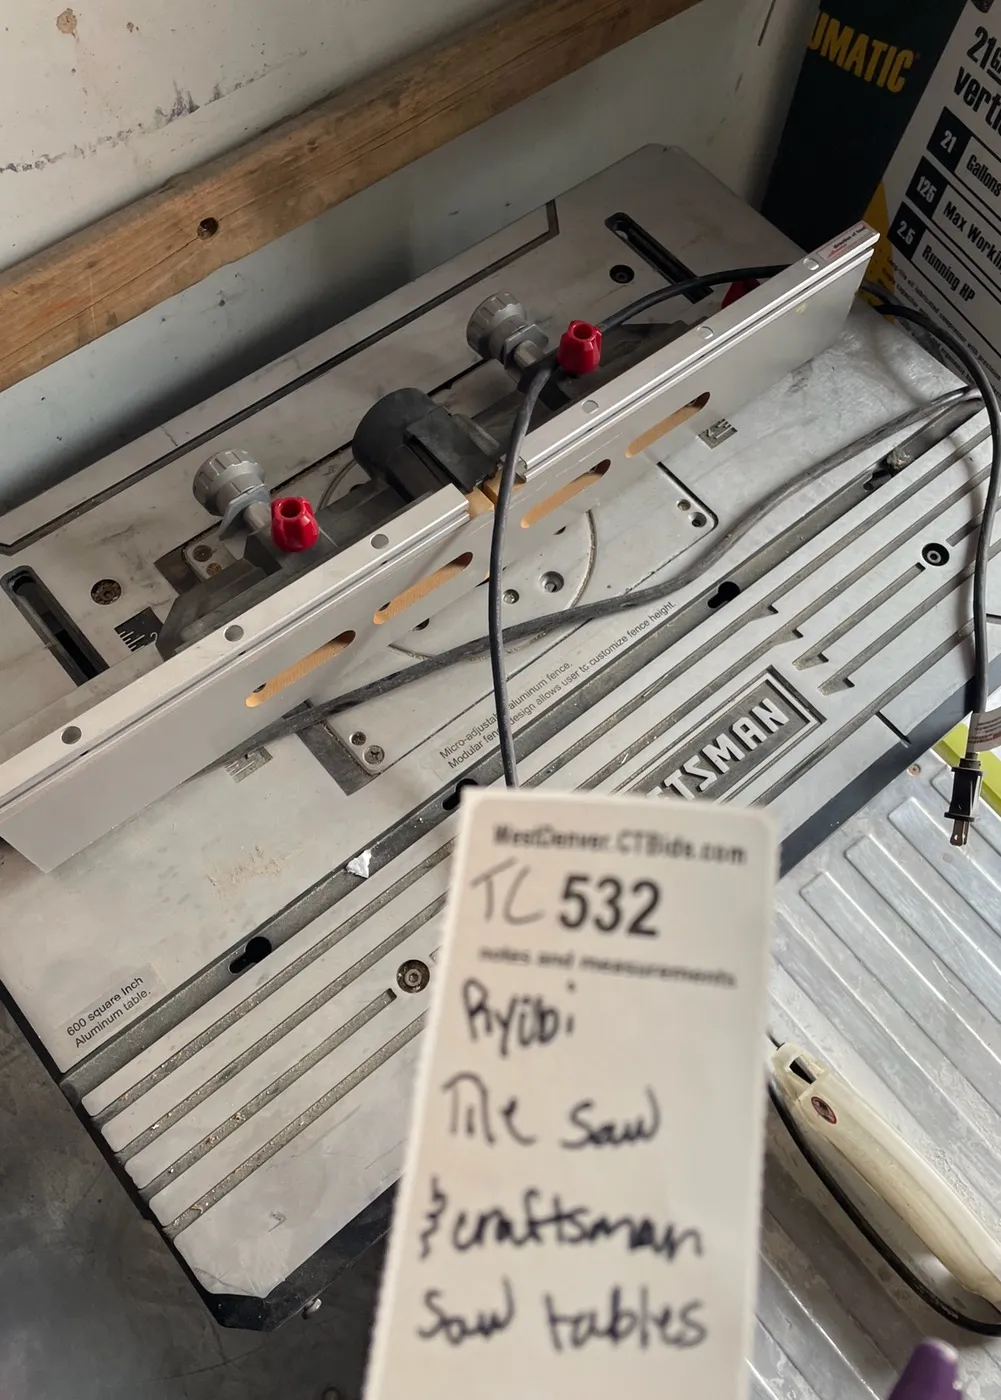 UMATIC
21
vert
21 Gallons
125 Max Worki
2.5 Running HP
Micro-adjustable aluminum fence.
Modular fence design allows user to customize fence height.
TSMAN
600 square Inch
Aluminum table.
WestDenver.CTBids.com
TC 532
notes and measurements
Ryobi
Tile Saw
& craftsman
Saw tables